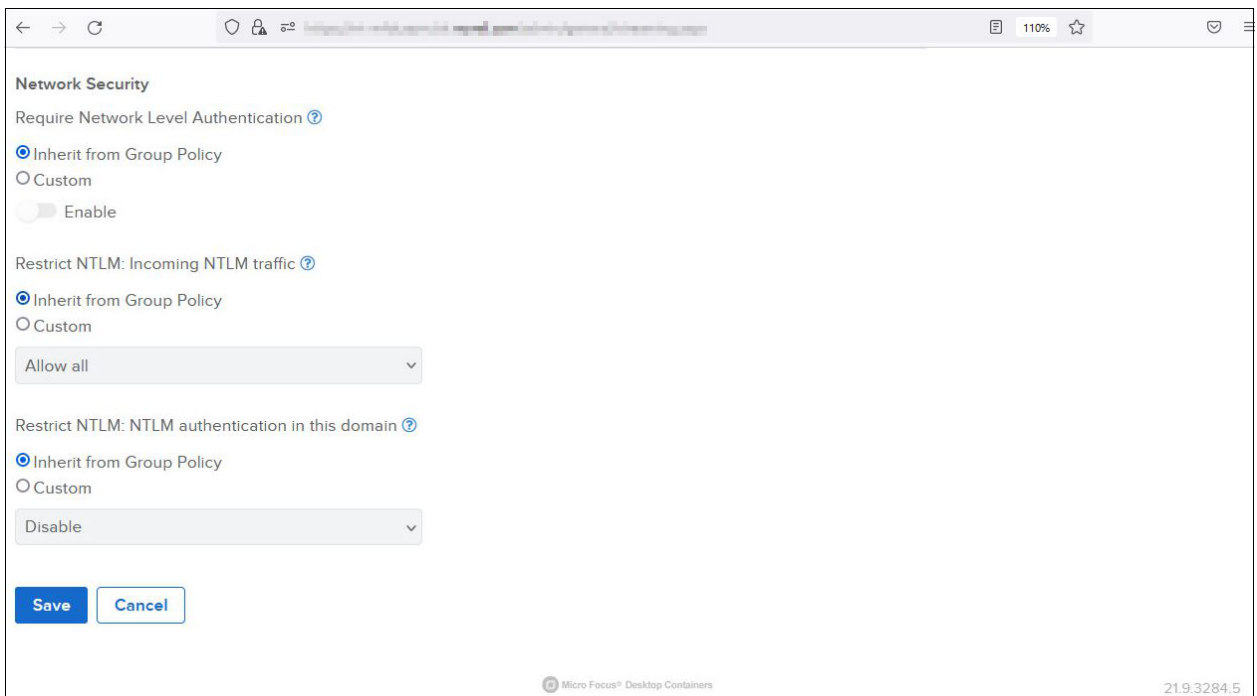 110%
Network Security
Require Network Level Authentication
Inherit from Group Policy
Custom
Enable
Restrict NTLM: Incoming NTLM traffic
Inherit from Group Policy
Custom
Allow all
Restrict NTLM: NTLM authentication in this domain
Inherit from Group Policy
Custom
Disable
Save Cancel
Micro Focus® Desktop Containers
21.9.3284.5